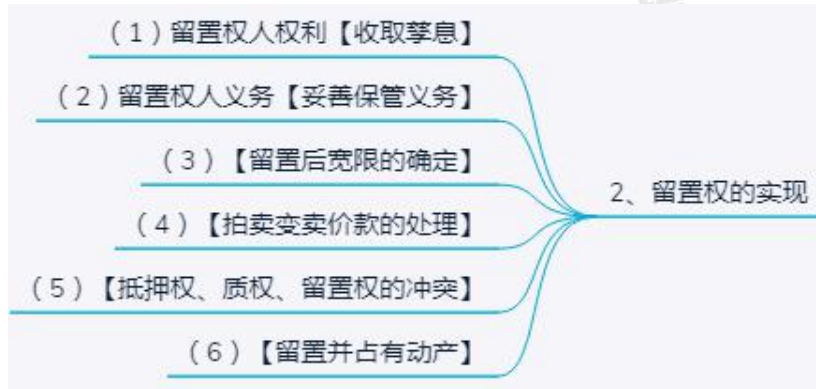 （1）留置权人权利【收取孳息】
（2）留置权人义务【妥善保管义务】
（3）【留置后宽限的确定】
（4）【拍卖变卖价款的处理】
（5）【抵押权、质权、留置权的冲突】
（6）【留置并占有动产】
2、留置权的实现